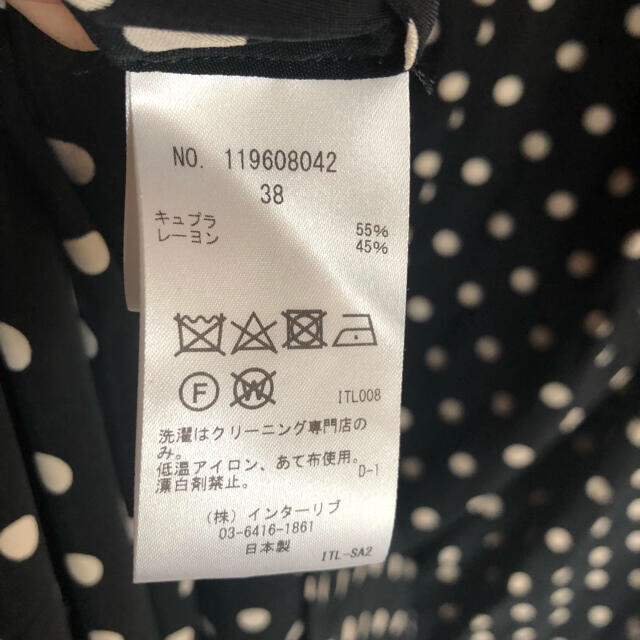 NO. 119608042
38
キュプラ 55%
レーヨン 45%
F W
ITL008
洗濯はクリーニング専門店の
み。
低温アイロン、あて布使用。
漂白剤禁止。 D-1
(株) インターリブ
03-6416-1861
日本製 ITL-SA2